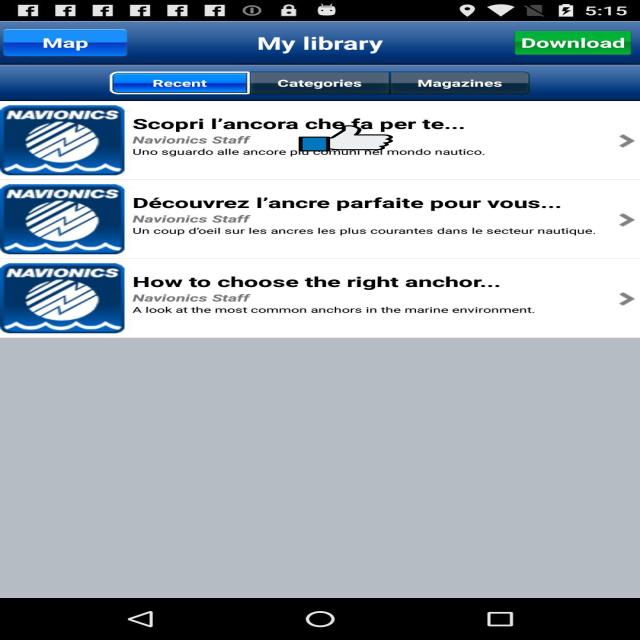 5:15
Map
My library
Download
Recent
Categories
Magazines
NAVIONICS
Scopri l'ancora che fa per te...
Navionics Staff
Uno sguardo alle ancore più comuni nel mondo nautico.
NAVIONICS
Découvrez l'ancre parfaite pour vous...
Navionics Staff
Un coup d'oeil sur les ancres les plus courantes dans le secteur nautique.
NAVIONICS
How to choose the right anchor...
Navionics Staff
A look at the most common anchors in the marine environment.